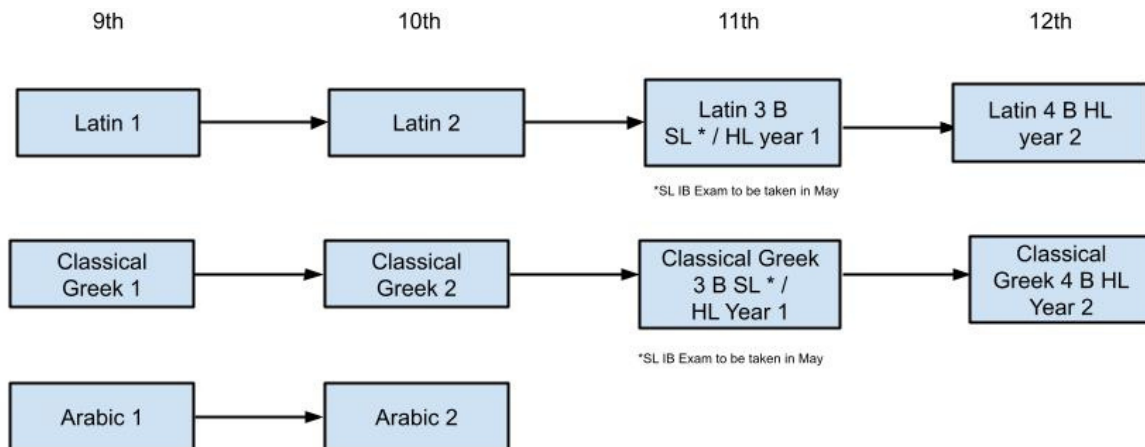 9th
10th
11th
12th
Latin 1
Latin 2
Latin 3 B
SL * / HL year 1
Latin 4 B HL
year 2
*SL IB Exam to be taken in May
Classical
Greek 1
Classical
Greek 2
Classical Greek
3 B SL * /
HL Year 1
Classical
Greek 4 B HL
Year 2
*SL IB Exam to be taken in May
Arabic 1
Arabic 2